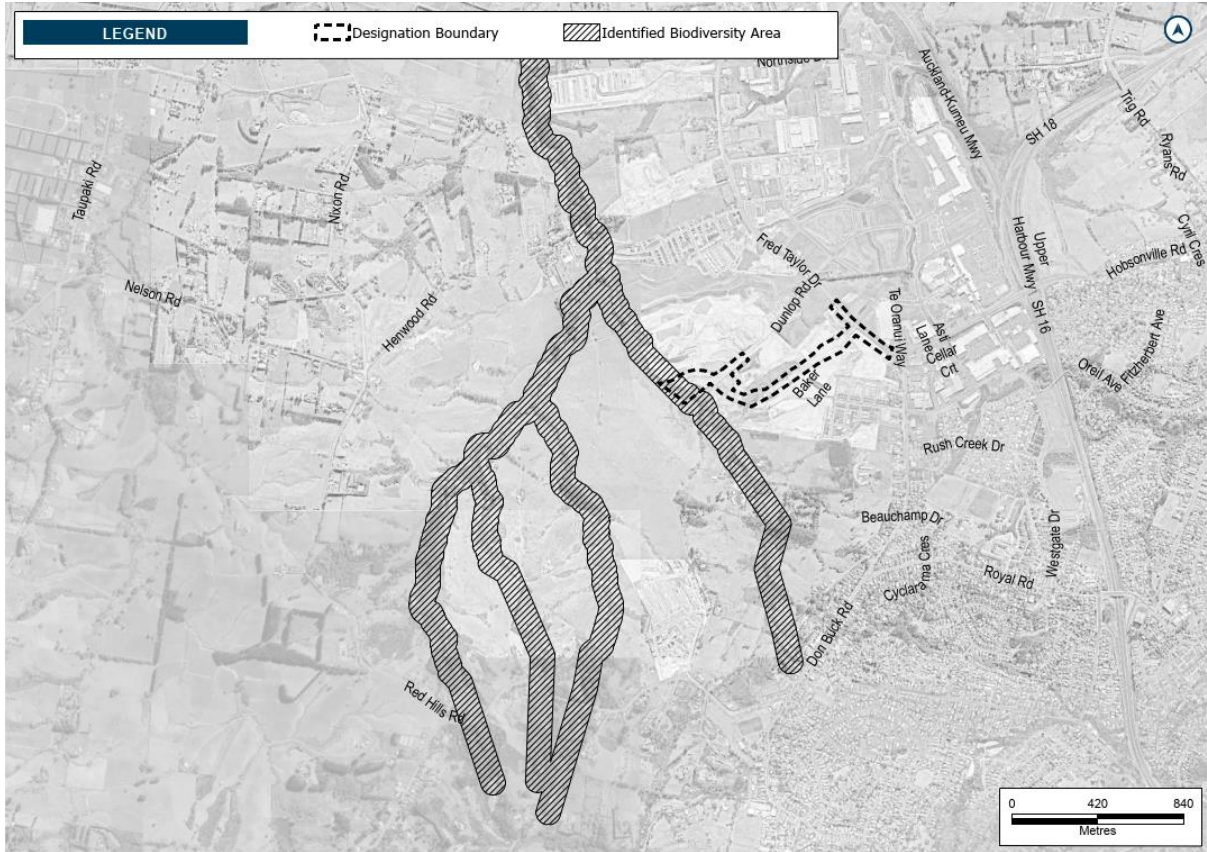 LEGEND
Designation Boundary
Identified Biodiversity Area
Auckland-Kumeu Mwy
SH 18
Trig Rd
Ryans Rd
Taupaki Rd
Nixon Rd
Cyril Cres
Upper
Harbour Mwy
Hobsonville Rd
Fred Taylor Dr
Nelson Rd
Henwood Rd
Dunlop Rd
Te Oranui Way
SH 16
Asti
Lane
Cellar
Crt
Fitzherbert Ave
Oreil Ave
Baker
Lane
Rush Creek Dr
Beauchamp Dr
Westgate Dr
Cyclarama Cres
Royal Rd
Don Buck Rd
Red Hills Rd
0 420 840
Metres